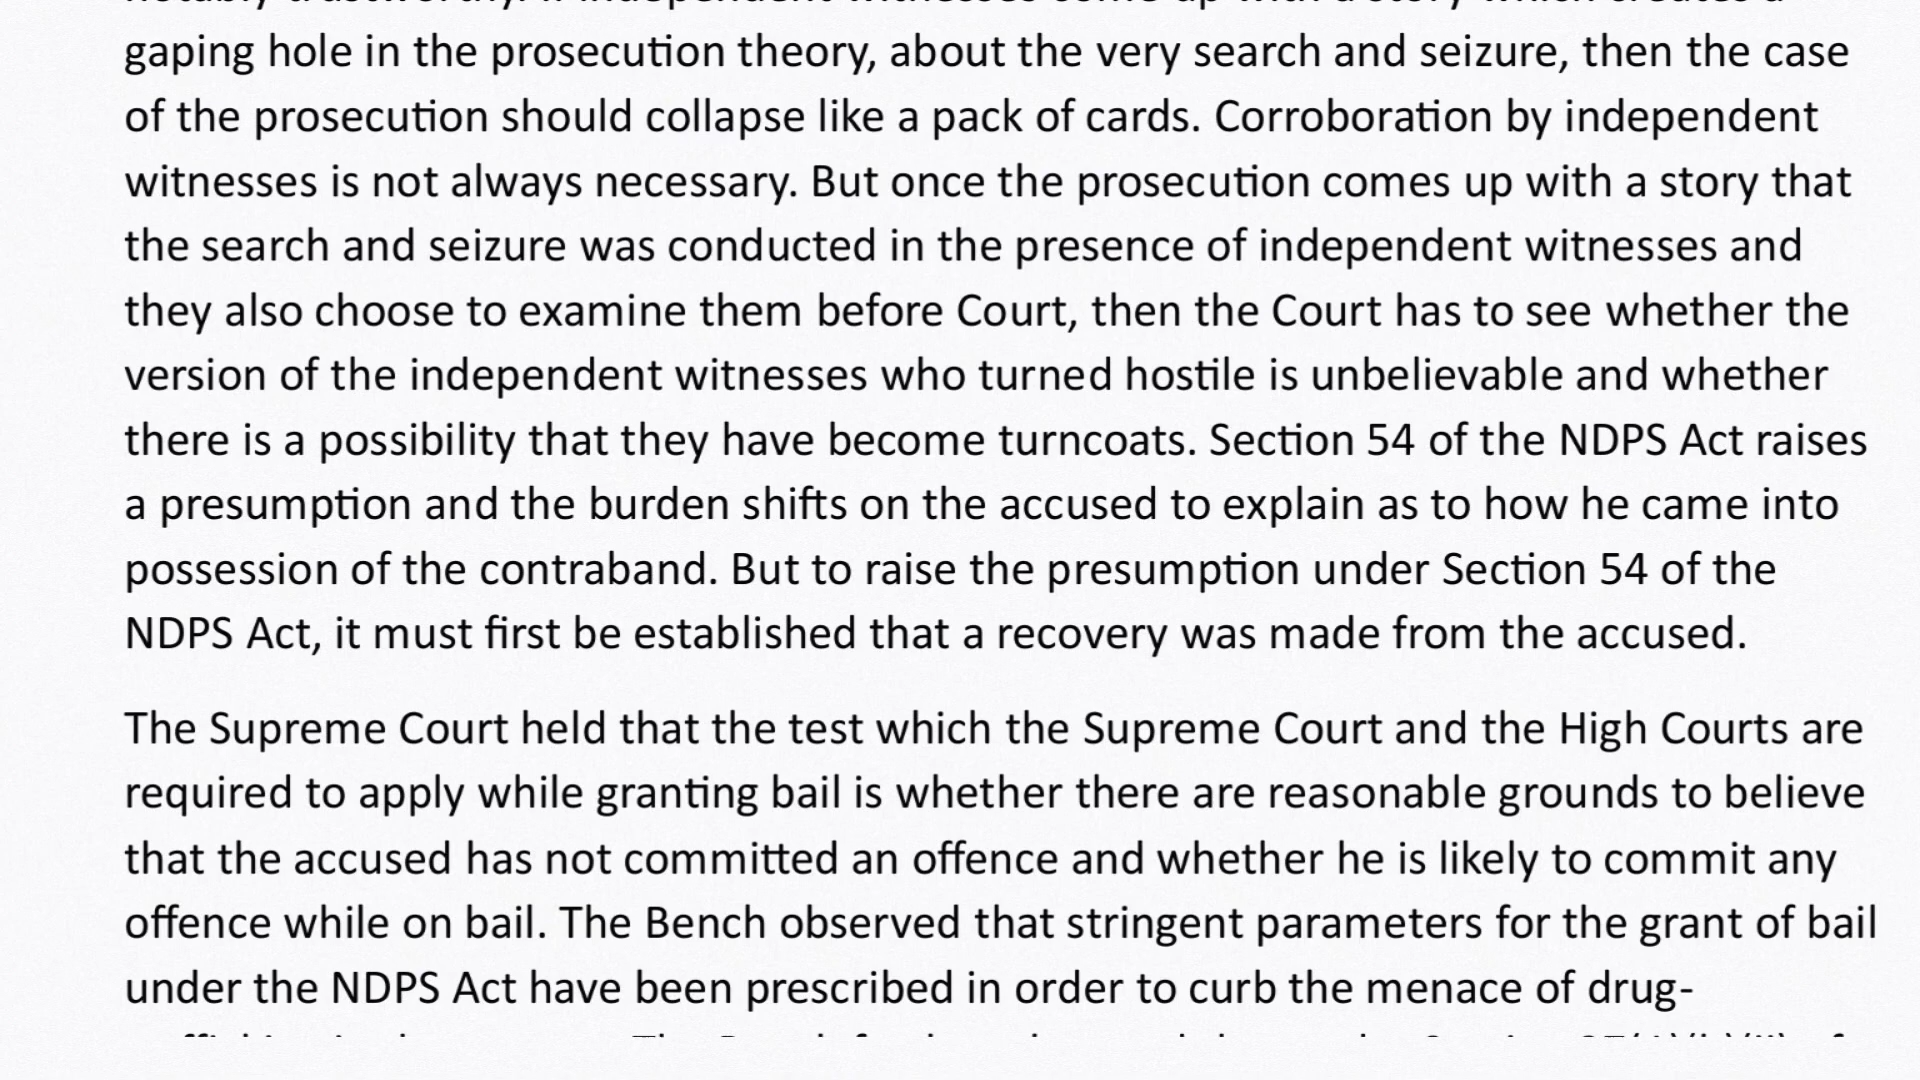 notably trustworthy. If independent witnesses come up with a story which creates a
gaping hole in the prosecution theory, about the very search and seizure, then the case
of the prosecution should collapse like a pack of cards. Corroboration by independent
witnesses is not always necessary. But once the prosecution comes up with a story that
the search and seizure was conducted in the presence of independent witnesses and
they also choose to examine them before Court, then the Court has to see whether the
version of the independent witnesses who turned hostile is unbelievable and whether
there is a possibility that they have become turncoats. Section 54 of the NDPS Act raises
a presumption and the burden shifts on the accused to explain as to how he came into
possession of the contraband. But to raise the presumption under Section 54 of the
NDPS Act, it must first be established that a recovery was made from the accused.
The Supreme Court held that the test which the Supreme Court and the High Courts are
required to apply while granting bail is whether there are reasonable grounds to believe
that the accused has not committed an offence and whether he is likely to commit any
offence while on bail. The Bench observed that stringent parameters for the grant of bail
under the NDPS Act have been prescribed in order to curb the menace of drug-